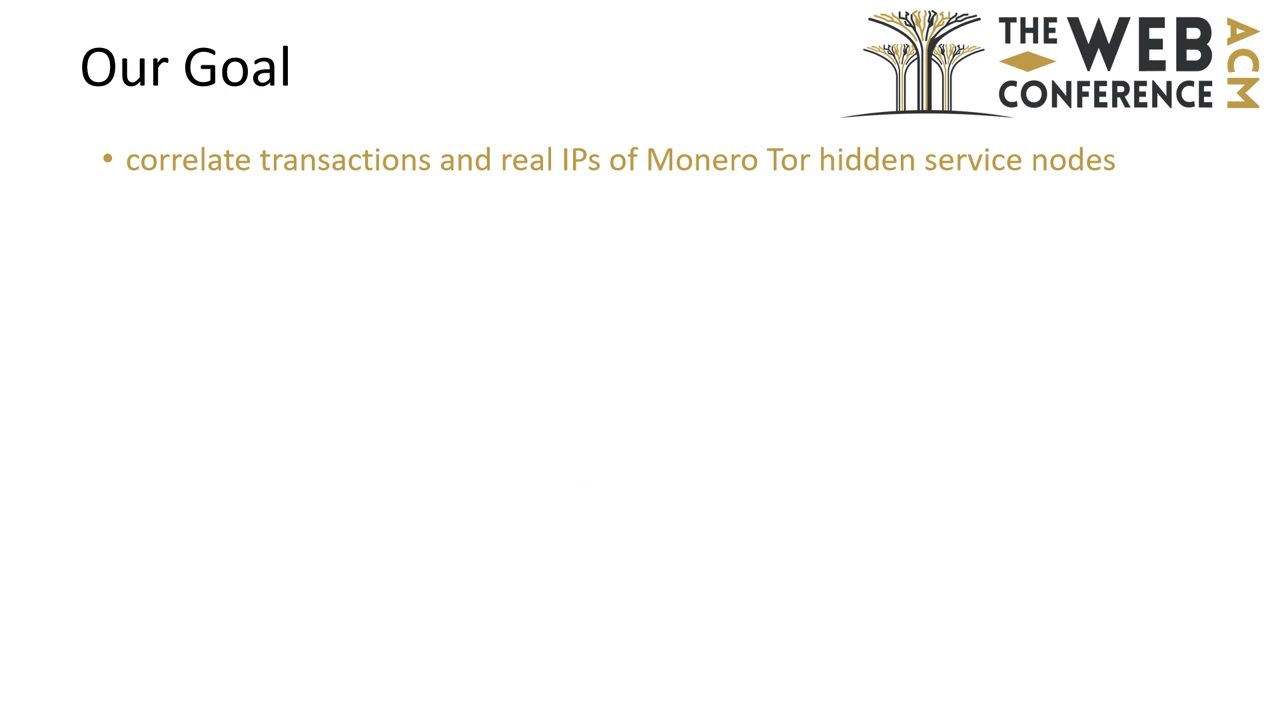 Our Goal
THE WEB
CONFERENCE
ACM
• correlate transactions and real IPs of Monero Tor hidden service nodes